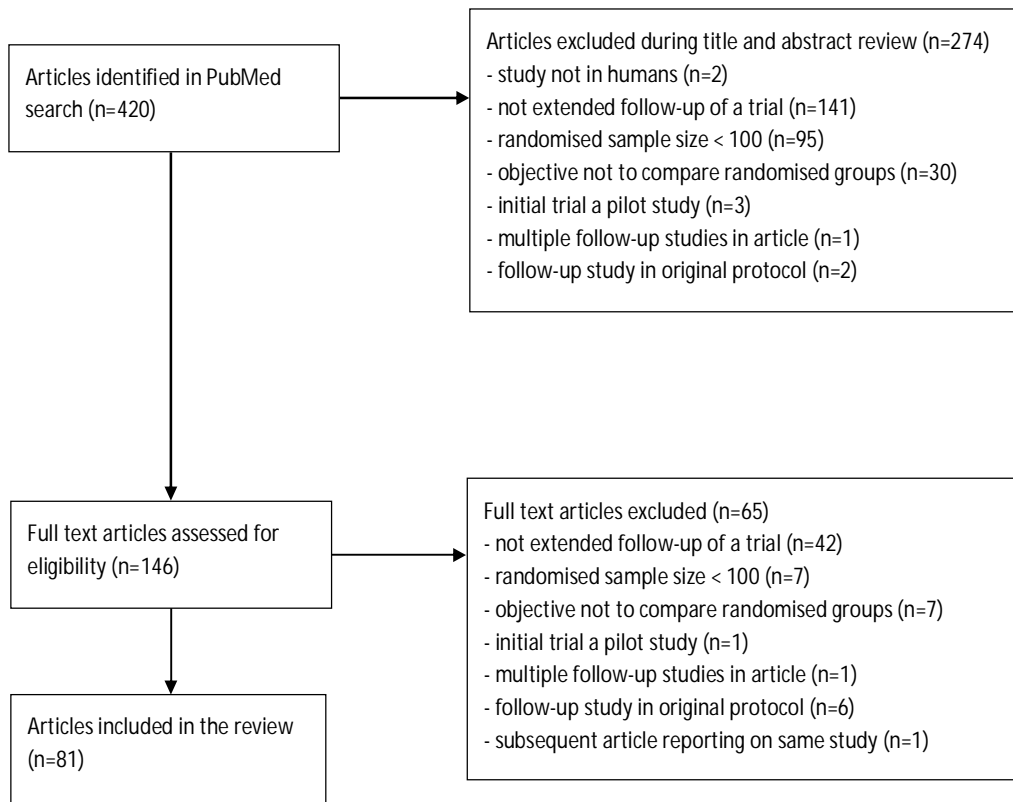 Articles identified in PubMed
search (n=420)
Articles excluded during title and abstract review (n=274)
- study not in humans (n=2)
- not extended follow-up of a trial (n=141)
- randomised sample size < 100 (n=95)
- objective not to compare randomised groups (n=30)
- initial trial a pilot study (n=3)
- multiple follow-up studies in article (n=1)
- follow-up study in original protocol (n=2)
Full text articles assessed for
eligibility (n=146)
Full text articles excluded (n=65)
- not extended follow-up of a trial (n=42)
- randomised sample size < 100 (n=7)
- objective not to compare randomised groups (n=7)
- initial trial a pilot study (n=1)
- multiple follow-up studies in article (n=1)
- follow-up study in original protocol (n=6)
- subsequent article reporting on same study (n=1)
Articles included in the review
(n=81)